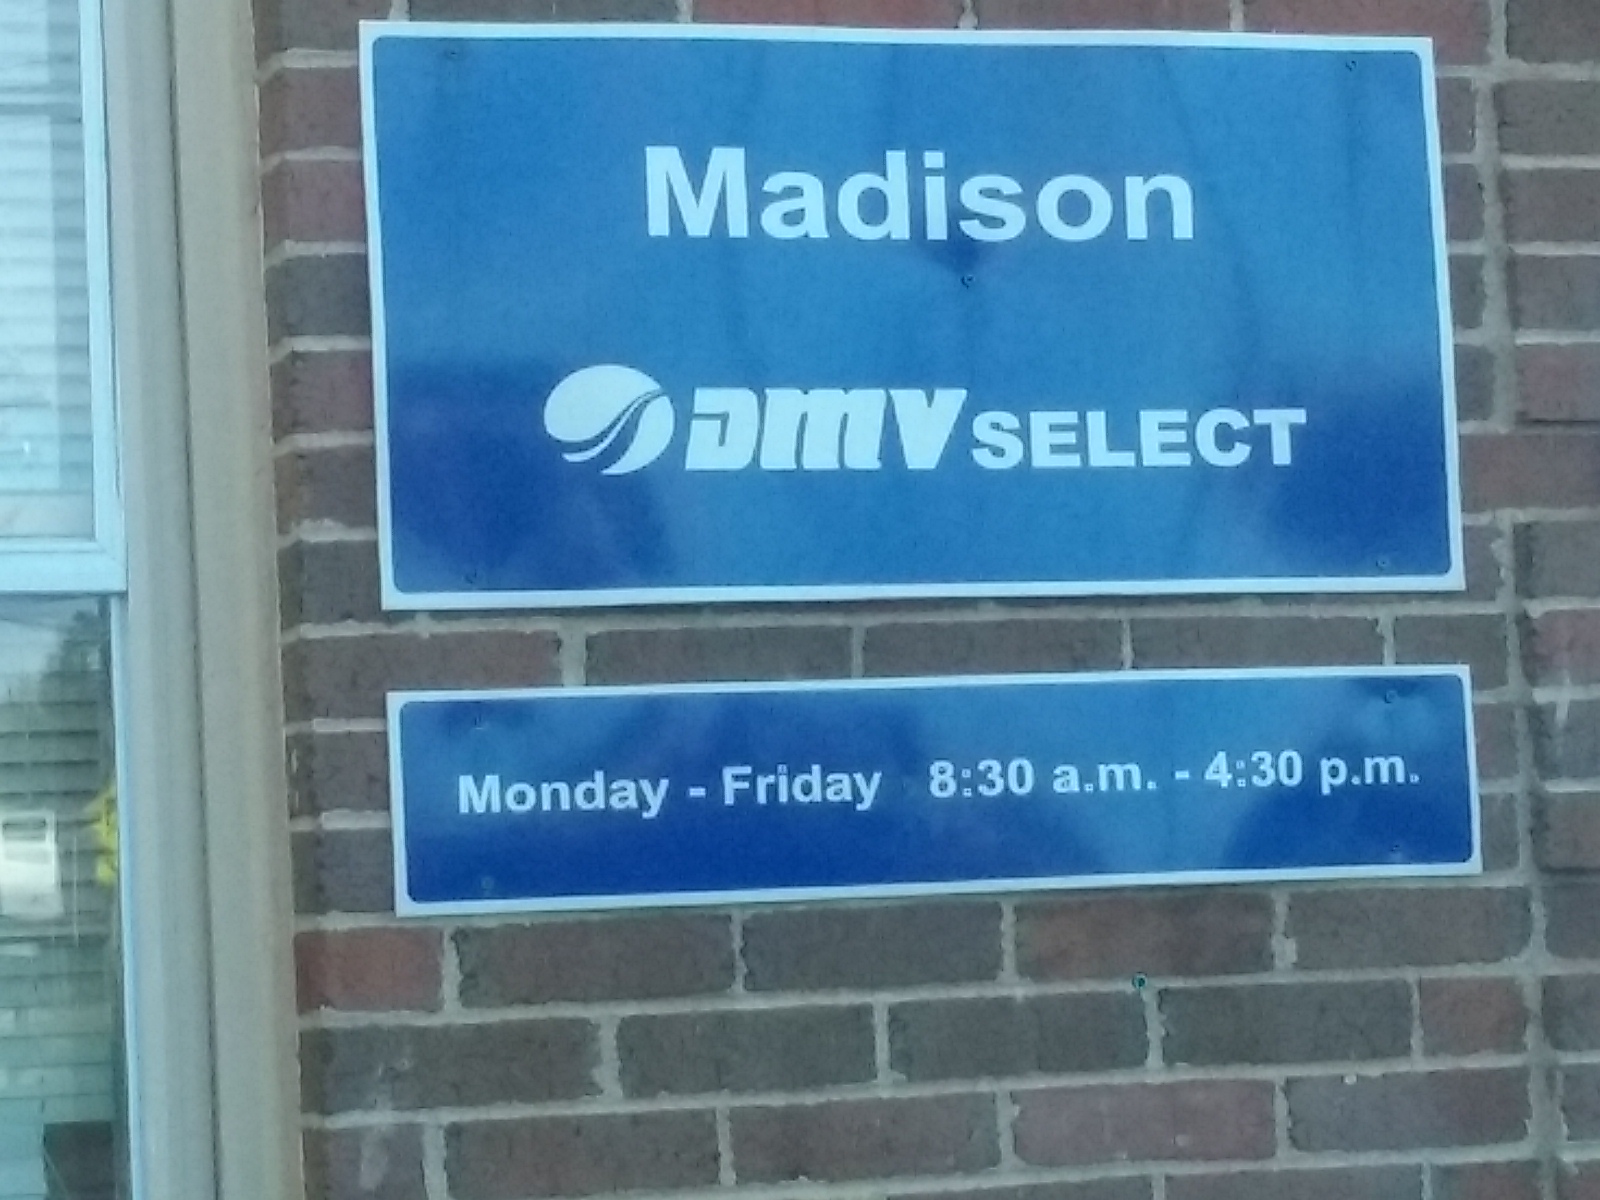 Madison
DMV SELECT
Monday - Friday 8:30 a.m. - 4:30 p.m.